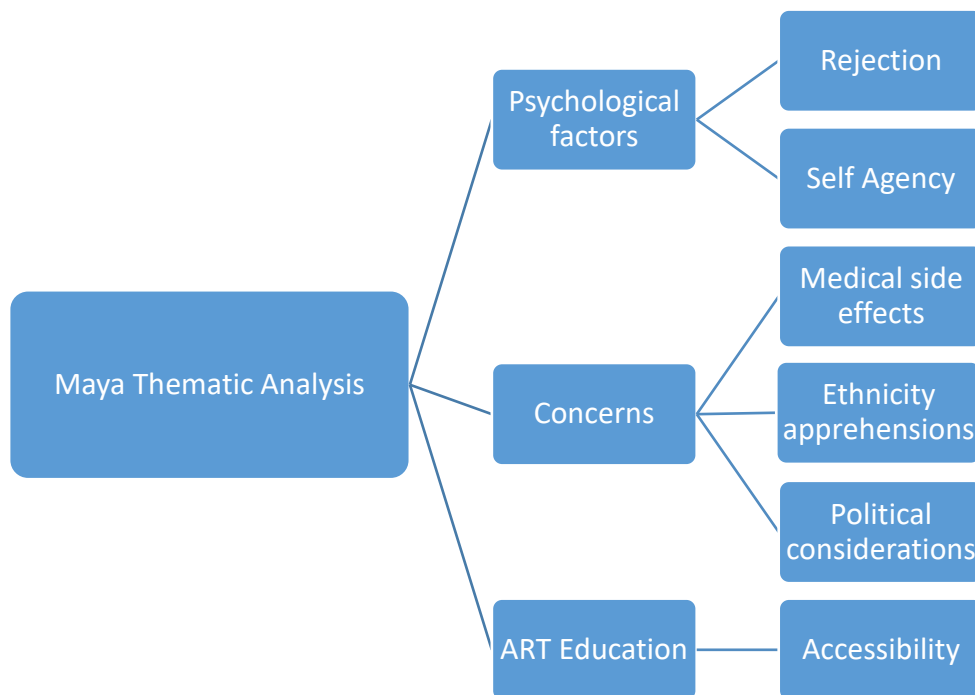 Maya Thematic Analysis
Psychological
factors
Rejection
Self Agency
Concerns
Medical side
effects
Ethnicity
apprehensions
Political
considerations
ART Education
Accessibility